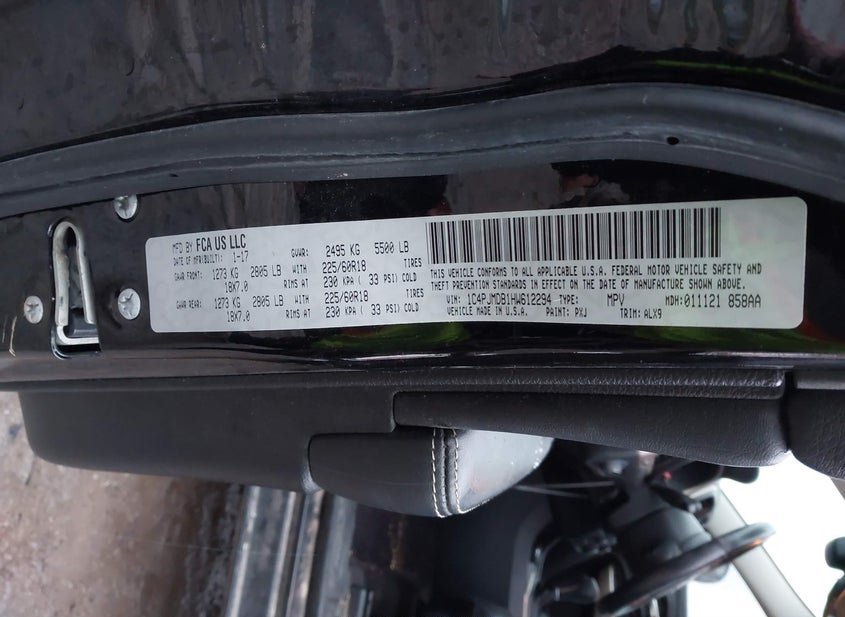 MFD BY FCA US LLC
DATE OF MFR(BUILT): 1-17 GVWR: 2495 KG 5500 LB
GAWR FRONT: 1273 KG 2805 LB WITH 225/60R18 TIRES
18X7.0 RIMS AT 230 KPA ( 33 PSI) COLD
GAWR REAR: 1273 KG 2805 LB WITH 225/60R18 TIRES
18X7.0 RIMS AT 230 KPA ( 33 PSI) COLD
THIS VEHICLE CONFORMS TO ALL APPLICABLE U.S.A. FEDERAL MOTOR VEHICLE SAFETY AND
THEFT PREVENTION STANDARDS IN EFFECT ON THE DATE OF MANUFACTURE SHOWN
ABOVE.
VIN: 1C4PJMDB1HW612294 TYPE: MPV MDH: 011121 858AA
VEHICLE MADE IN U.S.A. PAINT: PXJ TRIM: ALX9